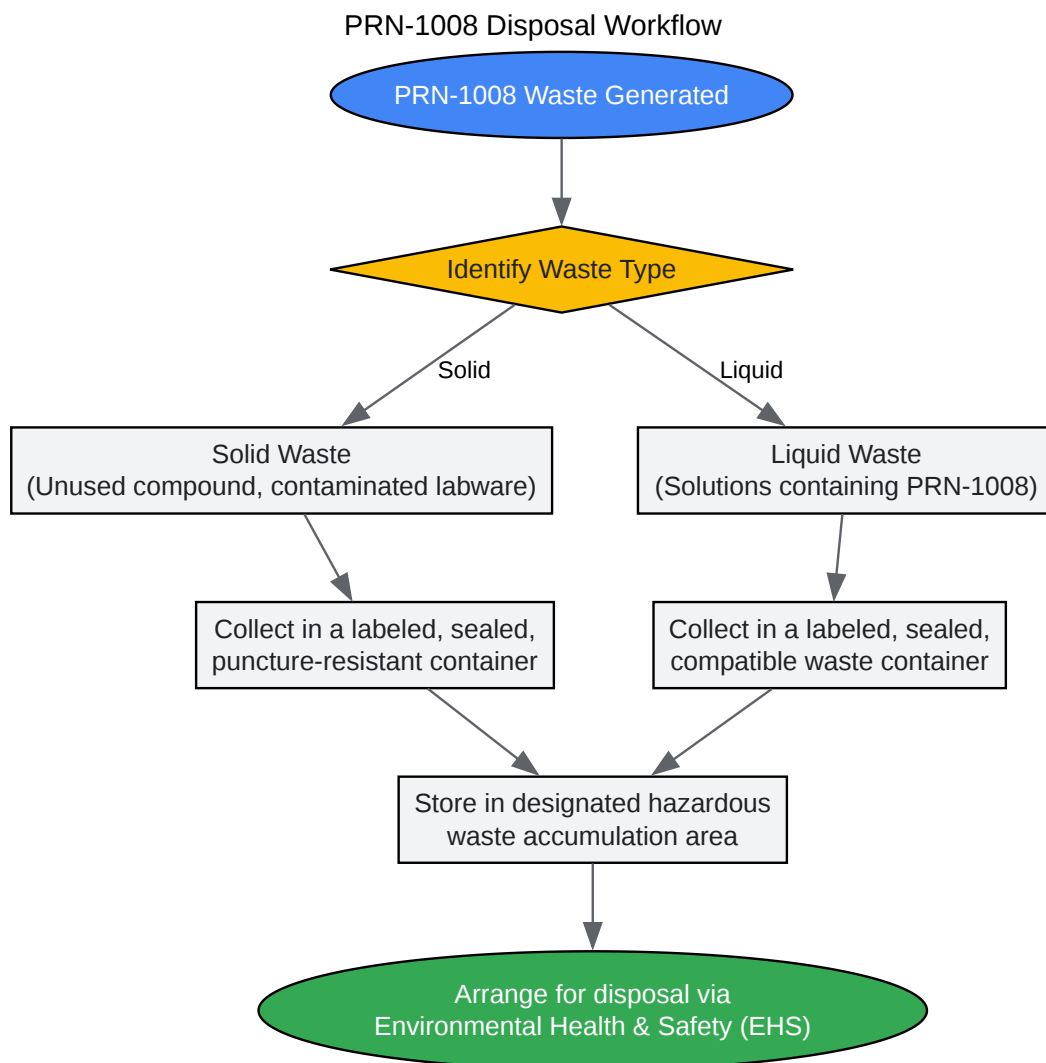 PRN-1008 Disposal Workflow
PRN-1008 Waste Generated
Identify Waste Type
Solid
Liquid
Solid Waste
(Unused compound, contaminated labware)
Liquid Waste
(Solutions containing PRN-1008)
Collect in a labeled, sealed,
puncture-resistant container
Collect in a labeled, sealed,
compatible waste container
Store in designated hazardous
waste accumulation area
Arrange for disposal via
Environmental Health & Safety (EHS)